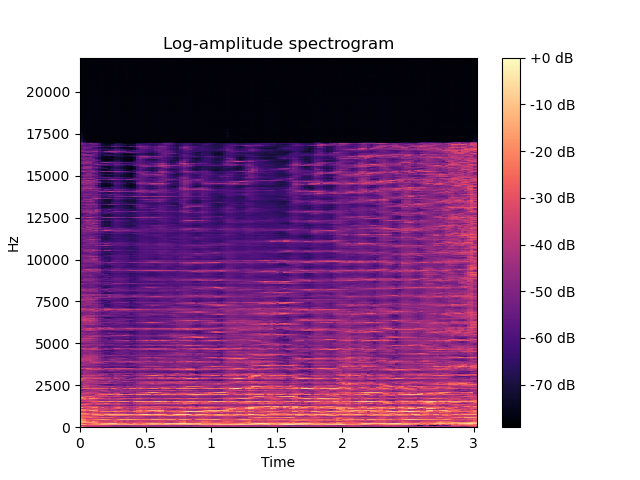 Log-amplitude spectrogram
+0 dB
-10 dB
-20 dB
-30 dB
-40 dB
-50 dB
-60 dB
-70 dB
Hz
20000
17500
15000
12500
10000
7500
5000
2500
0
0 0.5 1 1.5 2 2.5 3
Time